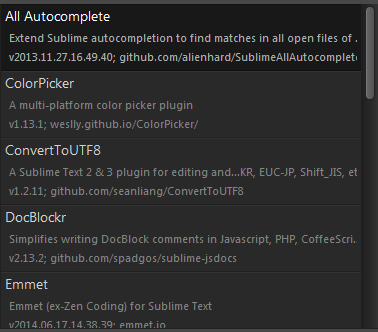 All Autocomplete
Extend Sublime autocompletion to find matches in all open files of .
v2013.11.27.16.49.40; github.com/alienhard/SublimeAllAutocomplete
ColorPicker
A multi-platform color picker plugin
v1.13.1; weslly.github.io/ColorPicker/
ConvertToUTF8
A Sublime Text 2 & 3 plugin for editing and...KR, EUC-JP, Shift_JIS, et
v1.2.11; github.com/seanliang/ConvertToUTF8
DocBlockr
Simplifies writing DocBlock comments in Javascript, PHP, CoffeeScri...
v2.13.2; github.com/spadgos/sublime-jsdocs
Emmet
Emmet (ex-Zen Coding) for Sublime Text
v2014.06.17.14.38.39; emmet.io